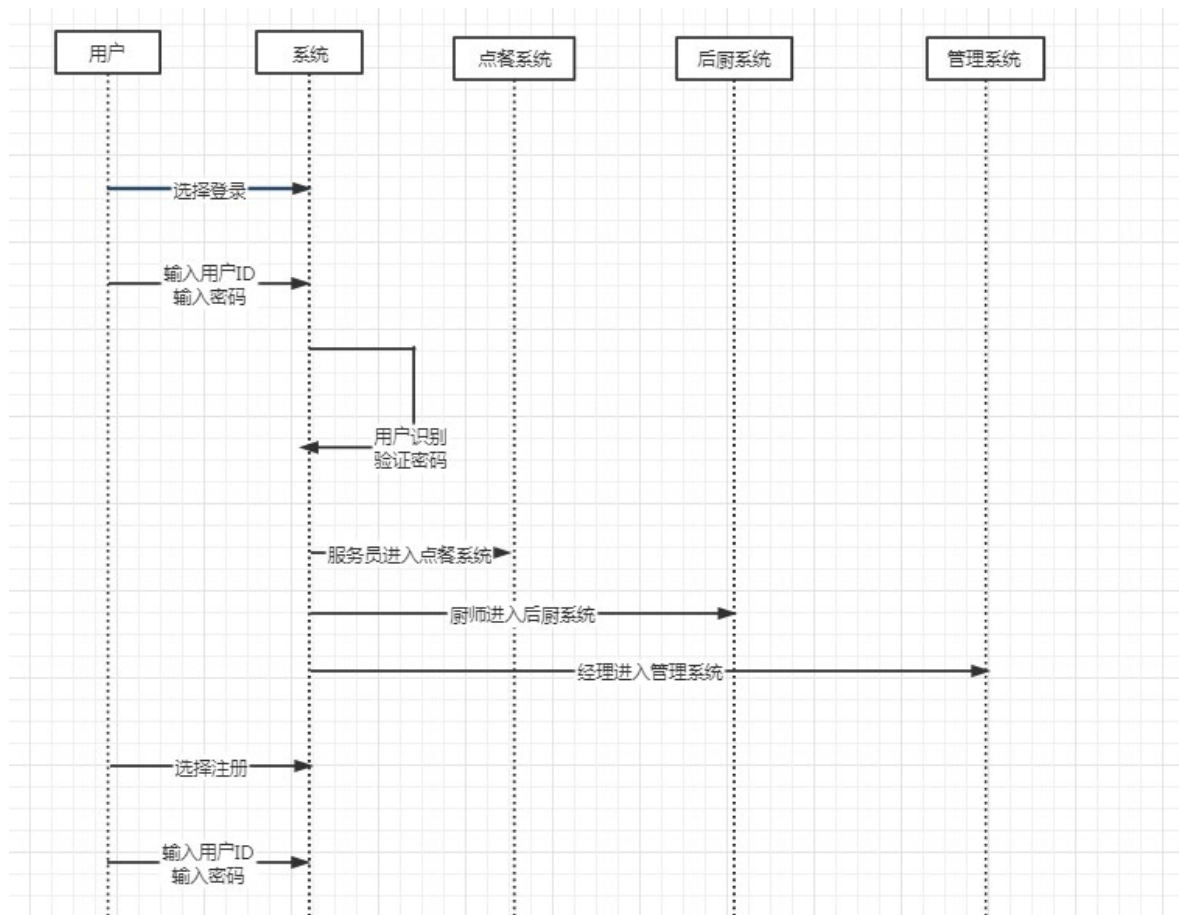 用户
系统
点餐系统
后厨系统
管理系统
选择登录
输入用户ID
输入密码
用户识别
验证密码
服务员进入点餐系统
厨师进入后厨系统
经理进入管理系统
选择注册
输入用户ID
输入密码